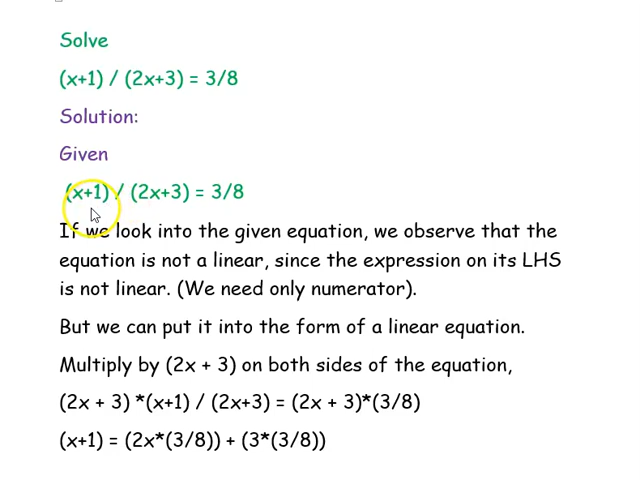 Solve
(x+1) / (2x+3) = 3/8
Solution:
Given
(x+1) / (2x+3) = 3/8
If we look into the given equation, we observe that the
equation is not a linear, since the expression on its LHS
is not linear. (We need only numerator).
But we can put it into the form of a linear equation.
Multiply by (2x + 3) on both sides of the equation,
(2x + 3) *(x+1) / (2x+3) = (2x + 3)*(3/8)
(x+1) = (2x*(3/8)) + (3*(3/8))